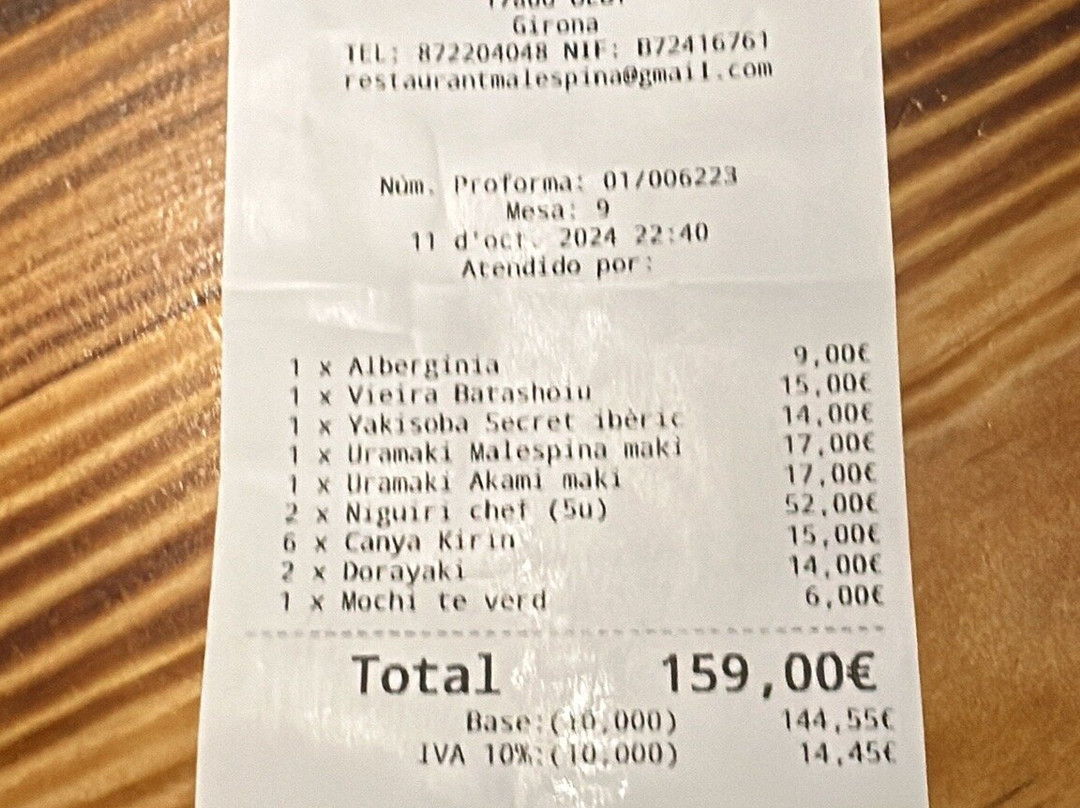 Girona
TEL: 872204048 NIF: B72416761
restaurantmalespina@gmail.com
Núm. Proforma: 01/006223
Mesa: 9
11 d'oct. 2024 22:40
Atendido por:
1 x Alberginia 9,00€
1 x Vieira Batashoiu 15,00€
1 x Yakisoba Secret ibèric 14,00€
1 x Uramaki Malespina maki 17,00€
1 x Uramaki Akami maki 17,00€
2 x Niguiri chef (5u) 52,00€
6 x Canya Kirin 15,00€
2 x Dorayaki 14,00€
1 x Mochi te verd 6,00€
Total 159,00€
Base:(10,000) 144,55€
IVA 10%:(10,000) 14,45€